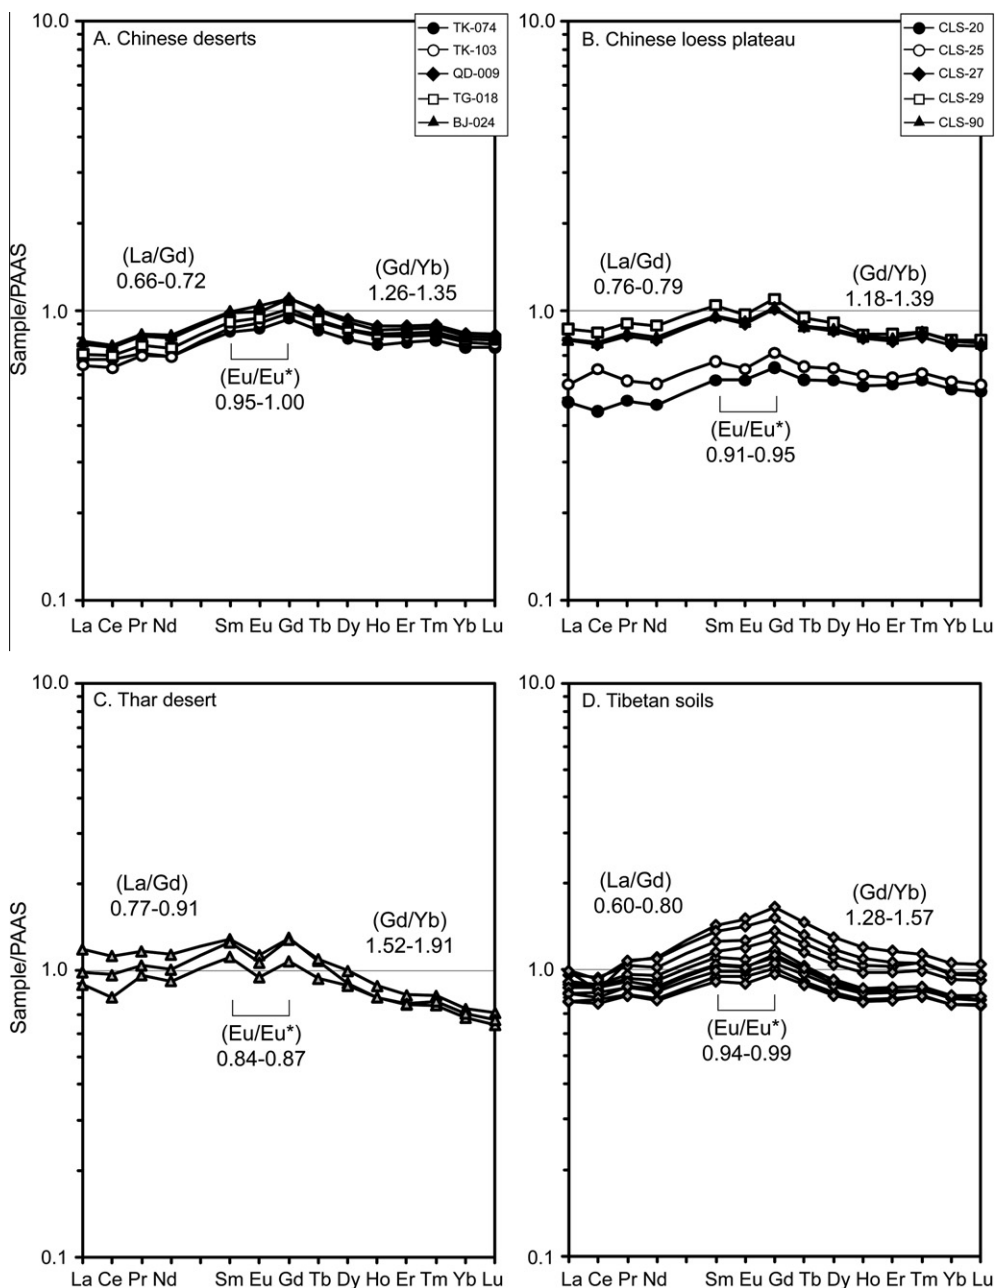 10.0
A. Chinese deserts
TK-074
TK-103
QD-009
TG-018
BJ-024
Sample/PAAS
(La/Gd)
0.66-0.72
(Gd/Yb)
1.26-1.35
1.0
(Eu/Eu*)
0.95-1.00
0.1
La Ce Pr Nd Sm Eu Gd Tb Dy Ho Er Tm Yb Lu
10.0
B. Chinese loess plateau
CLS-20
CLS-25
CLS-27
CLS-29
CLS-90
(La/Gd)
0.76-0.79
(Gd/Yb)
1.18-1.39
1.0
(Eu/Eu*)
0.91-0.95
0.1
La Ce Pr Nd Sm Eu Gd Tb Dy Ho Er Tm Yb Lu
10.0
C. Thar desert
Sample/PAAS
(La/Gd)
0.77-0.91
(Gd/Yb)
1.52-1.91
1.0
(Eu/Eu*)
0.84-0.87
0.1
La Ce Pr Nd Sm Eu Gd Tb Dy Ho Er Tm Yb Lu
10.0
D. Tibetan soils
(La/Gd)
0.60-0.80
(Gd/Yb)
1.28-1.57
1.0
(Eu/Eu*)
0.94-0.99
0.1
La Ce Pr Nd Sm Eu Gd Tb Dy Ho Er Tm Yb Lu